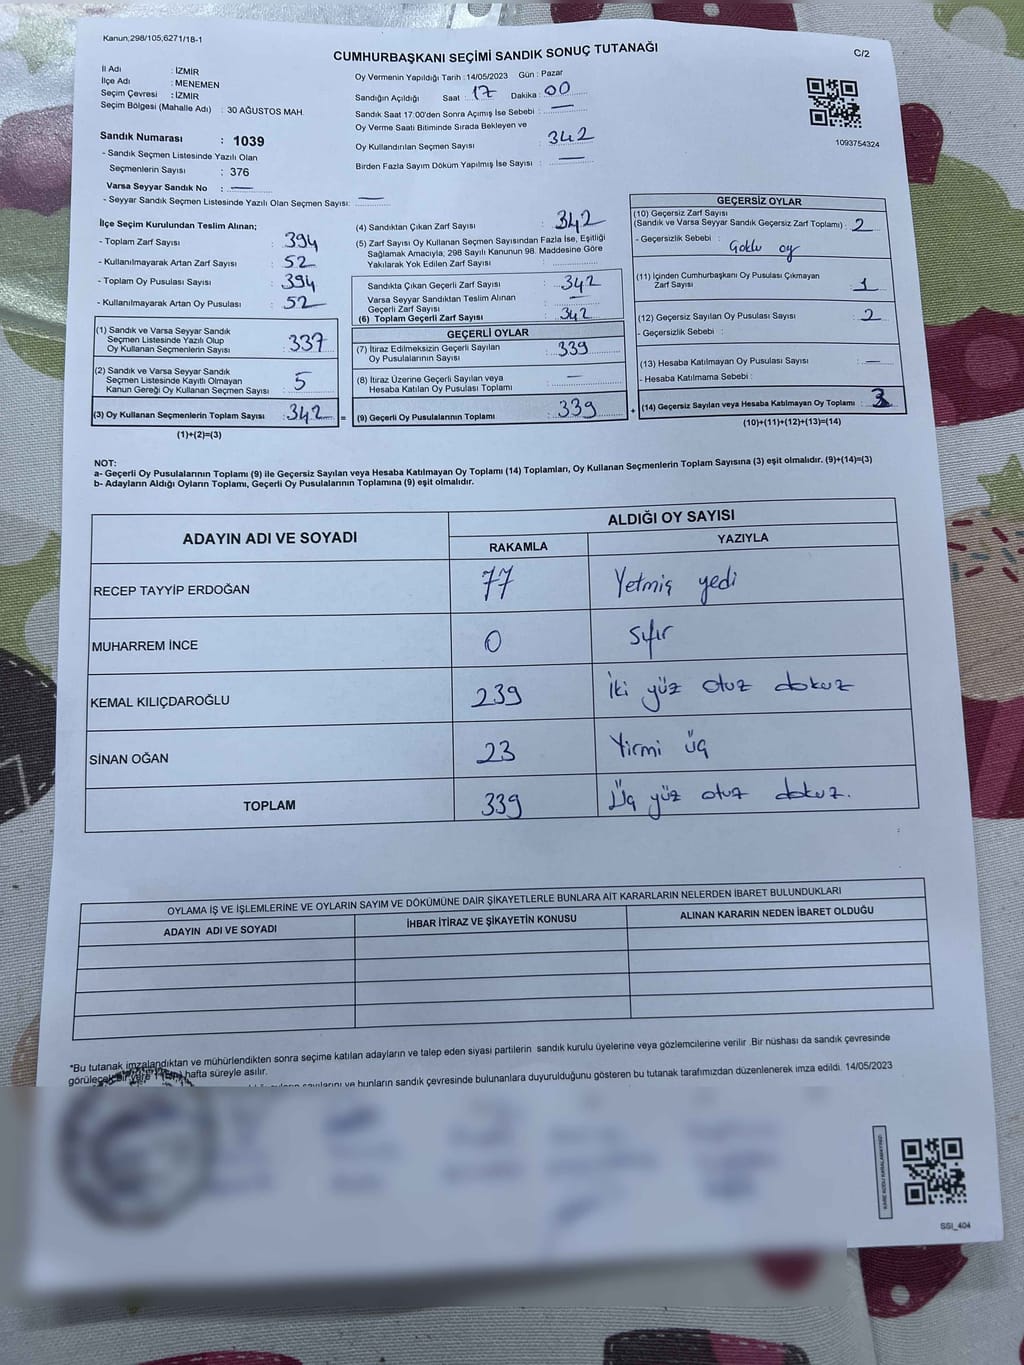 Kanun;298/105,6271/18-1
CUMHURBAŞKANI SEÇİMİ SANDIK SONUÇ TUTANAĞI
C/2
İl Adı : İZMİR
İlçe Adı : MENEMEN
Seçim Çevresi : İZMİR
Seçim Bölgesi (Mahalle Adı) : 30 AĞUSTOS MAH.
Sandık Numarası : 1039
- Sandık Seçmen Listesinde Yazılı Olan
Seçmenlerin Sayısı : 376
Varsa Seyyar Sandık No : —
- Seyyar Sandık Seçmen Listesinde Yazılı Olan Seçmen Sayısı: —
Oy Vermenin Yapıldığı Tarih : 14/05/2023 Gün : Pazar
Sandığın Açıldığı Saat : 17 Dakika : 00
Sandık Saat 17:00'den Sonra Açımış İse Sebebi : —
Oy Verme Saati Bitiminde Sırada Bekleyen ve
Oy Kullandırılan Seçmen Sayısı : 342
Birden Fazla Sayım Döküm Yapılmış İse Sayısı : —
1093754324
İlçe Seçim Kurulundan Teslim Alınan;
- Toplam Zarf Sayısı : 394
- Kullanılmayarak Artan Zarf Sayısı : 52
- Toplam Oy Pusulası Sayısı : 394
- Kullanılmayarak Artan Oy Pusulası : 52
(1) Sandık ve Varsa Seyyar Sandık
Seçmen Listesinde Yazılı Olup
Oy Kullanan Seçmenlerin Sayısı : 337
(2) Sandık ve Varsa Seyyar Sandık
Seçmen Listesinde Kayıtlı Olmayan
Kanun Gereği Oy Kullanan Seçmen Sayısı : 5
(3) Oy Kullanan Seçmenlerin Toplam Sayısı : 342 =
(1)+(2)=(3)
(4) Sandıktan Çıkan Zarf Sayısı : 342
(5) Zarf Sayısı Oy Kullanan Seçmen Sayısından Fazla İse, Eşitliği
Sağlamak Amacıyla, 298 Sayılı Kanunun 98. Maddesine Göre
Yakılarak Yok Edilen Zarf Sayısı :
Sandıkta Çıkan Geçerli Zarf Sayısı : 342
Varsa Seyyar Sandıktan Teslim Alınan
Geçerli Zarf Sayısı : —
(6) Toplam Geçerli Zarf Sayısı : 342
GEÇERLİ OYLAR
(7) İtiraz Edilmeksizin Geçerli Sayılan
Oy Pusulalarının Sayısı : 339
(8) İtiraz Üzerine Geçerli Sayılan veya
Hesaba Katılan Oy Pusulası Toplamı : —
(9) Geçerli Oy Pusulalarının Toplamı : 339 +
GEÇERSİZ OYLAR
(10) Geçersiz Zarf Sayısı
(Sandık ve Varsa Seyyar Sandık Geçersiz Zarf Toplamı) : 2
- Geçersizlik Sebebi : Goklu oy
(11) İçinden Cumhurbaşkanı Oy Pusulası Çıkmayan
Zarf Sayısı : 1
(12) Geçersiz Sayılan Oy Pusulası Sayısı : 2
- Geçersizlik Sebebi :
(13) Hesaba Katılmayan Oy Pusulası Sayısı : —
- Hesaba Katılmama Sebebi :
(14) Geçersiz Sayılan veya Hesaba Katılmayan Oy Toplamı : 3
(10)+(11)+(12)+(13)=(14)
NOT:
a- Geçerli Oy Pusulalarının Toplamı (9) ile Geçersiz Sayılan veya Hesaba Katılmayan Oy Toplamı (14) Toplamları, Oy Kullanan Seçmenlerin Toplam Sayısına (3) eşit olmalıdır. (9)+(14)=(3)
b- Adayların Aldığı Oyların Toplamı, Geçerli Oy Pusulalarının Toplamına (9) eşit olmalıdır.
ADAYIN ADI VE SOYADI ALDIĞI OY SAYISI
RAKAMLA YAZIYLA
RECEP TAYYİP ERDOĞAN 77 Yetmiş yedi
MUHARREM İNCE 0 Sıfır
KEMAL KILIÇDAROĞLU 239 İki yüz otuz dokuz
SİNAN OĞAN 23 Yirmi üç
TOPLAM 339 Üç yüz otuz dokuz.
OYLAMA İŞ VE İŞLEMLERİNE VE OYLARIN SAYIM VE DÖKÜMÜNE DAİR ŞİKAYETLERLE BUNLARA AİT KARARLARIN NELERDEN İBARET BULUNDUKLARI
ADAYIN ADI VE SOYADI İHBAR İTİRAZ VE ŞİKAYETİN KONUSU ALINAN KARARIN NEDEN İBARET OLDUĞU
*Bu tutanak imzalandıktan ve mühürlendikten sonra seçime katılan adayların ve talep eden siyasi partilerin sandık kurulu üyelerine veya gözlemcilerine verilir .Bir nüshası da sandık çevresinde
hafta süreyle asılır.
ve bunların sandık çevresinde bulunanlara duyurulduğunu gösteren bu tutanak tarafımızdan düzenlenerek imza edildi. 14/05/2023
SSI_404